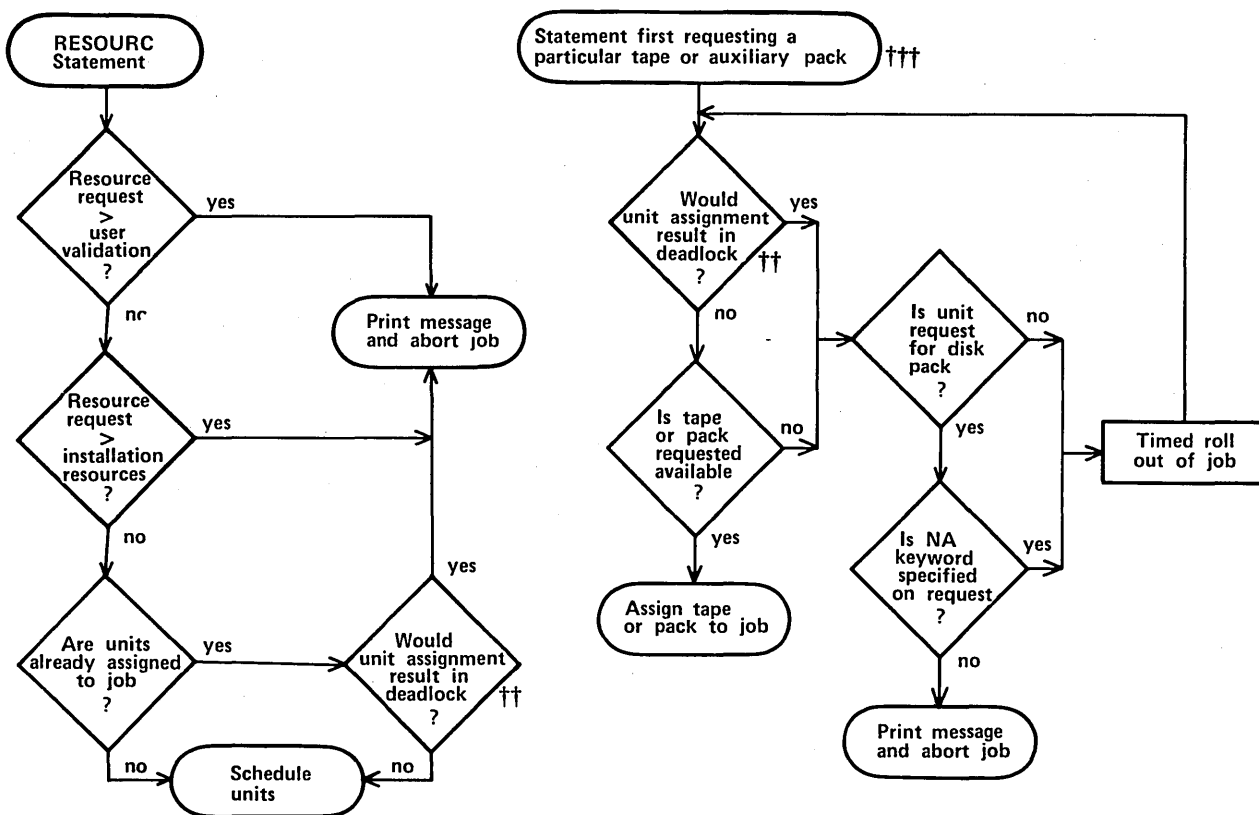 RESOURC
Statement
Resource
request
>
user
validation
?
yes
no
Resource
request
>
installation
resources
?
yes
no
Are units
already assigned
to job
?
yes
no
Print message
and abort job
yes
Would
unit assignment
result in
deadlock
?
††
no
Schedule
units
Statement first requesting a
particular tape or auxiliary pack
†††
Would
unit assignment
result in
deadlock
?
††
yes
no
Is tape
or pack
requested
available
?
no
yes
Assign tape
or pack to job
Is unit
request
for disk
pack
?
no
yes
Is NA
keyword
specified
on request
?
yes
no
Print message
and abort job
Timed roll
out of job